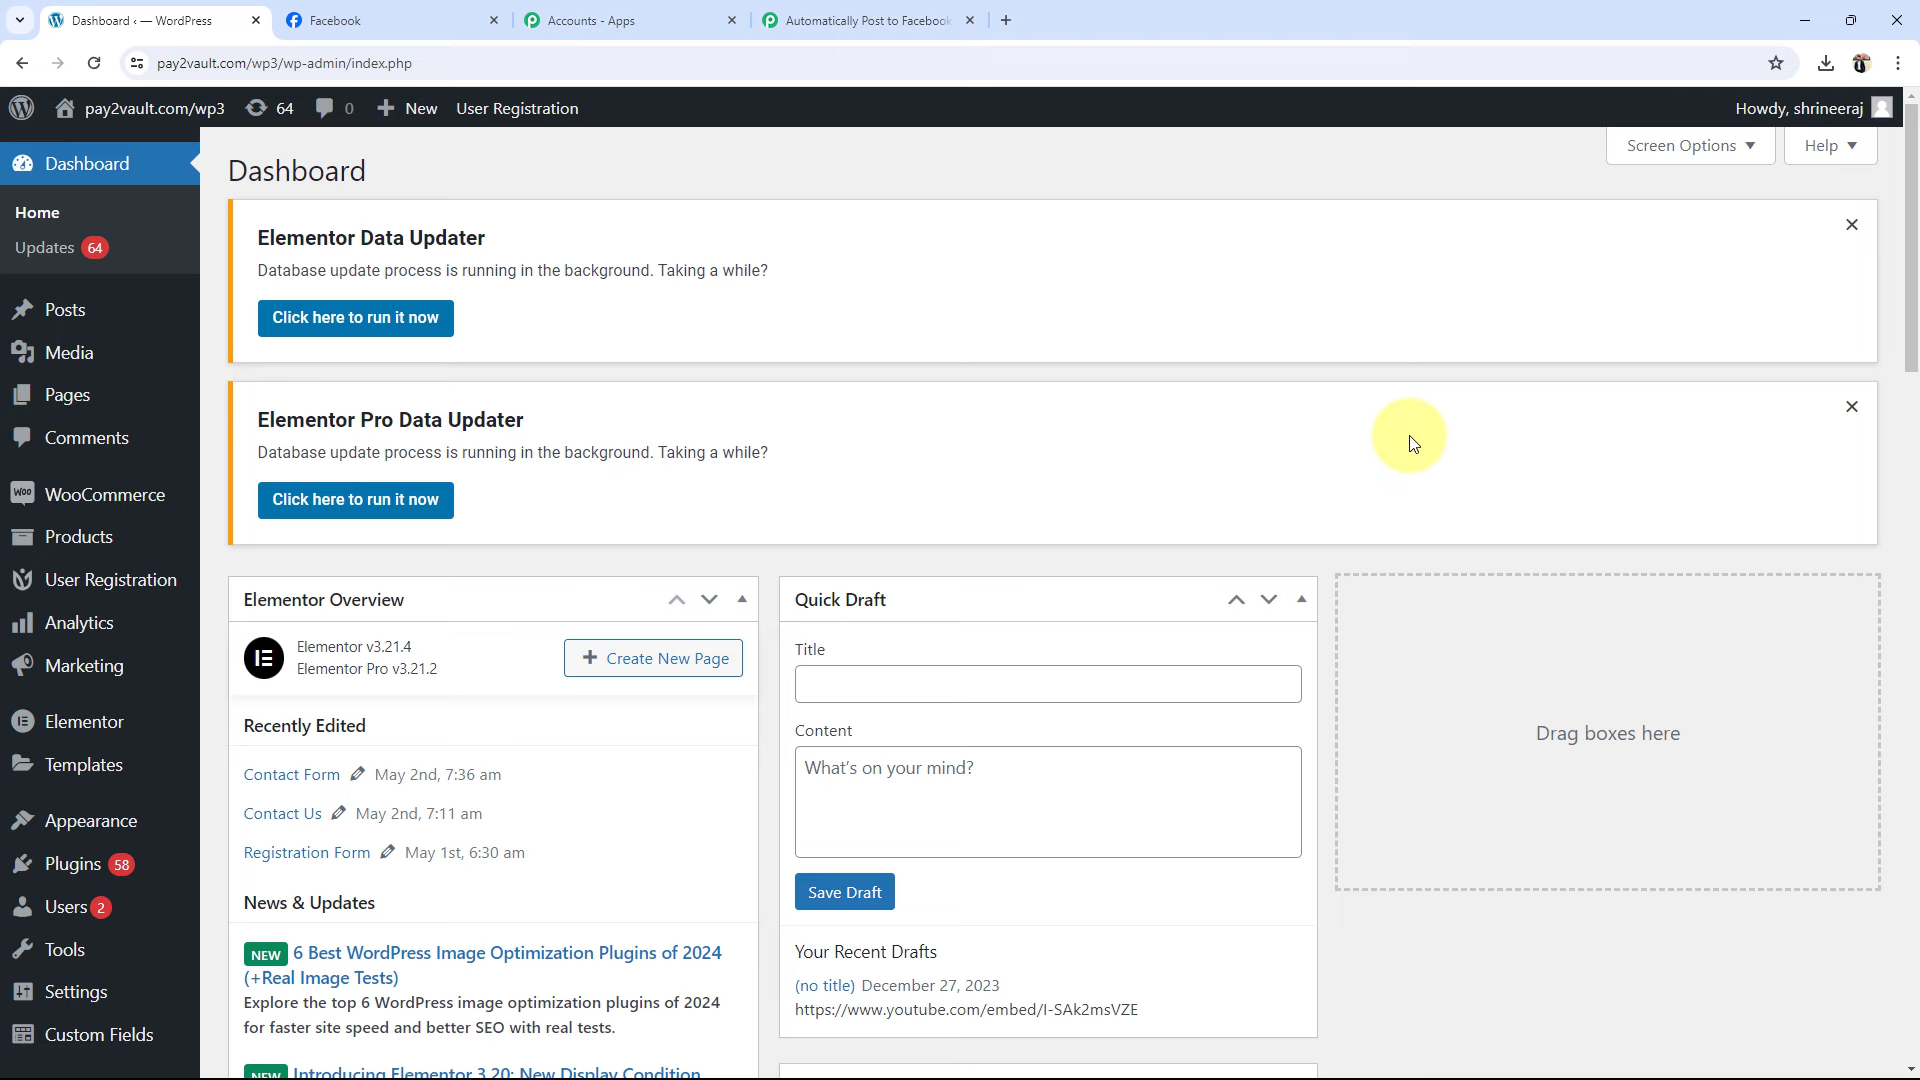 Dashboard ‹ — WordPress
Facebook
Accounts - Apps
Automatically Post to Facebook
pay2vault.com/wp3/wp-admin/index.php
pay2vault.com/wp3
64
0
New
User Registration
Howdy, shrineeraj
Dashboard
Home
Updates 64
Posts
Media
Pages
Comments
WooCommerce
Products
User Registration
Analytics
Marketing
Elementor
Templates
Appearance
Plugins 58
Users 2
Tools
Settings
Custom Fields
Screen Options
Help
Dashboard
Elementor Data Updater
Database update process is running in the background. Taking a while?
Click here to run it now
Elementor Pro Data Updater
Database update process is running in the background. Taking a while?
Click here to run it now
Elementor Overview
Elementor v3.21.4
Elementor Pro v3.21.2
Create New Page
Recently Edited
Contact Form May 2nd, 7:36 am
Contact Us May 2nd, 7:11 am
Registration Form May 1st, 6:30 am
News & Updates
NEW 6 Best WordPress Image Optimization Plugins of 2024
(+Real Image Tests)
Explore the top 6 WordPress image optimization plugins of 2024
for faster site speed and better SEO with real tests.
NEW Introducing Elementor 3.20: New Display Condition
Quick Draft
Title
Content
What's on your mind?
Save Draft
Your Recent Drafts
(no title) December 27, 2023
https://www.youtube.com/embed/I-SAk2msVZE
Drag boxes here